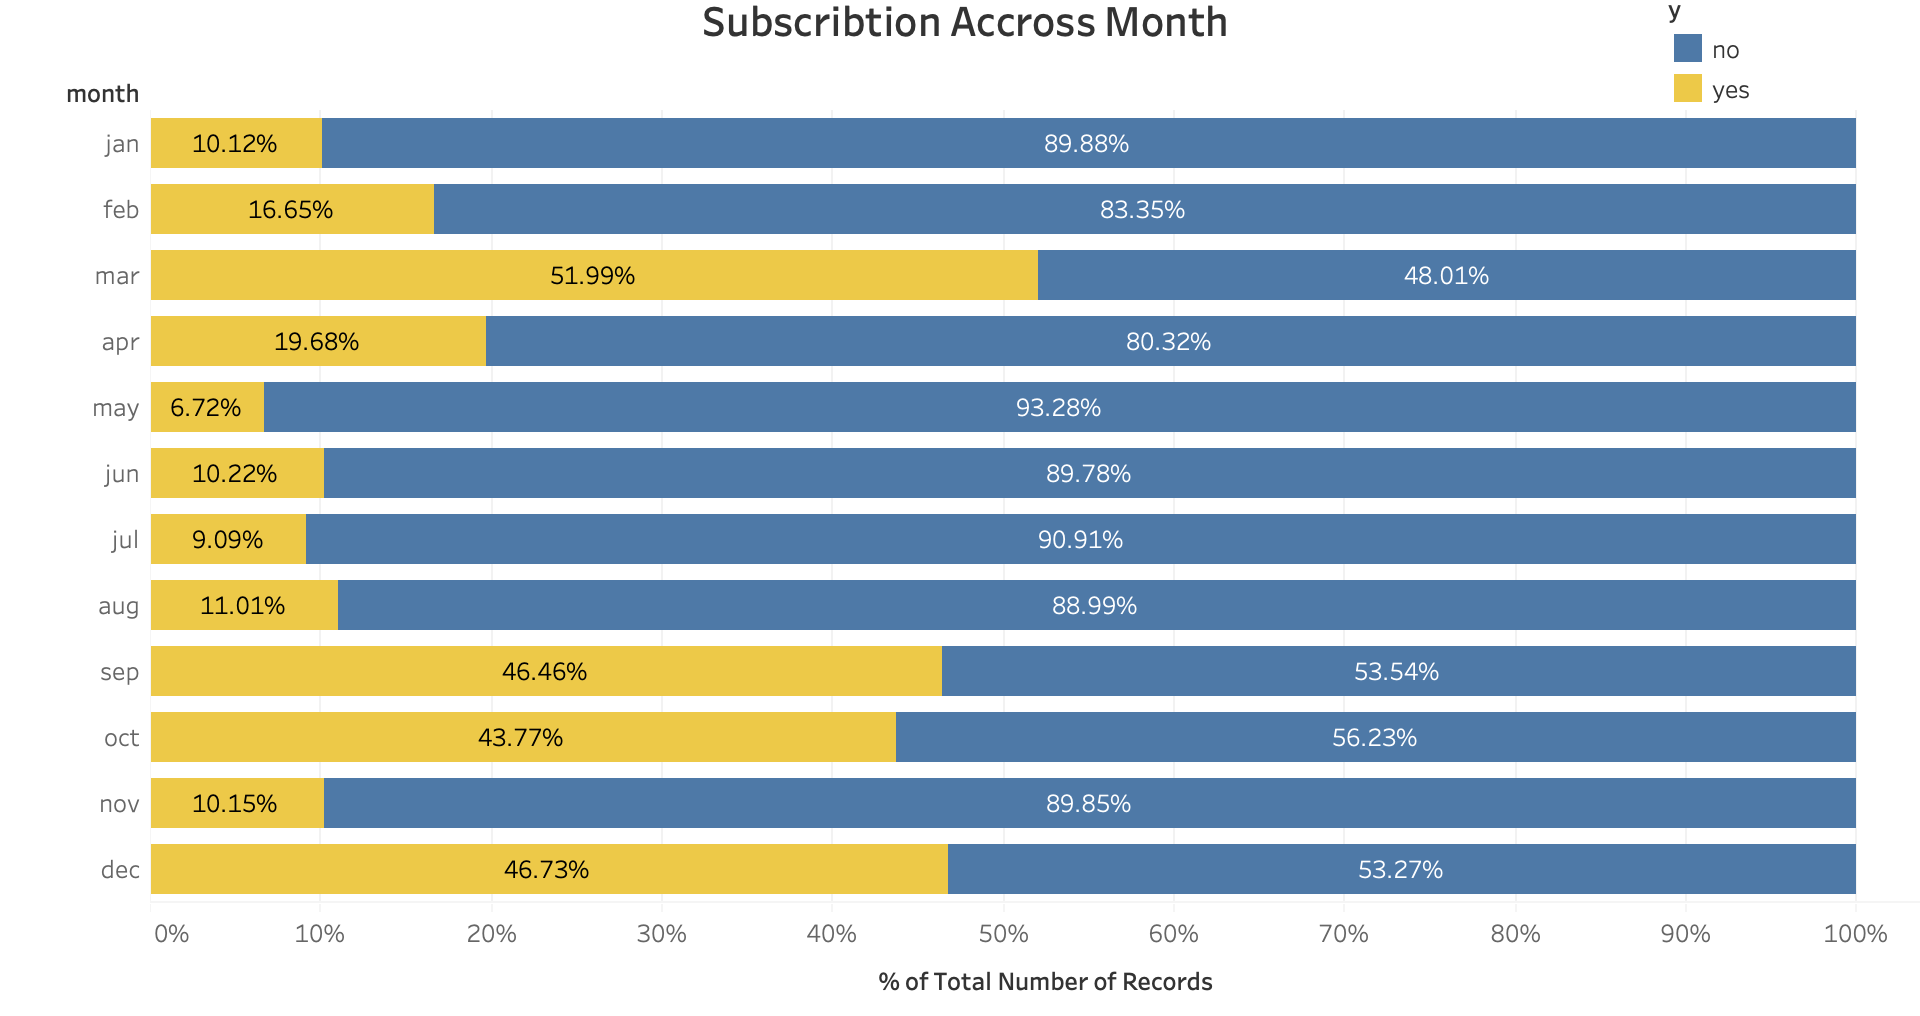 Subscribtion Accross Month
y
no
yes
month
jan 10.12% 89.88%
feb 16.65% 83.35%
mar 51.99% 48.01%
apr 19.68% 80.32%
may 6.72% 93.28%
jun 10.22% 89.78%
jul 9.09% 90.91%
aug 11.01% 88.99%
sep 46.46% 53.54%
oct 43.77% 56.23%
nov 10.15% 89.85%
dec 46.73% 53.27%
0% 10% 20% 30% 40% 50% 60% 70% 80% 90% 100%
% of Total Number of Records